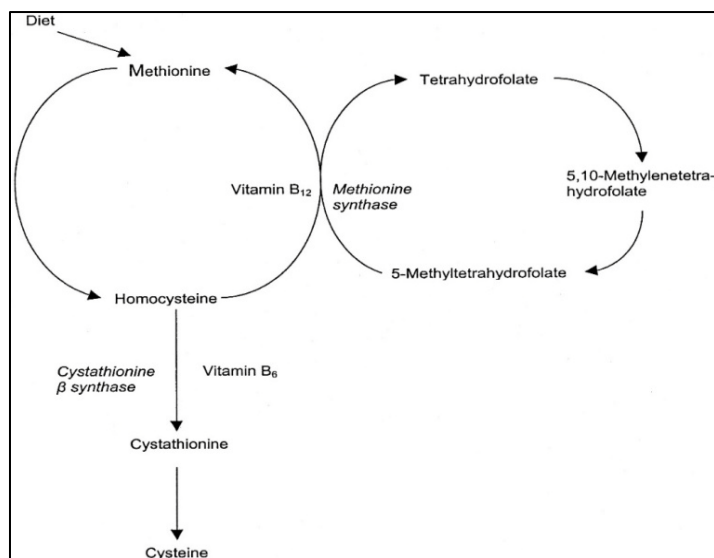 Diet
Methionine
Tetrahydrofolate
Vitamin B₁₂
Methionine
synthase
5,10-Methylenetetra-
hydrofolate
5-Methyltetrahydrofolate
Homocysteine
Cystathionine
β synthase
Vitamin B₆
Cystathionine
Cysteine